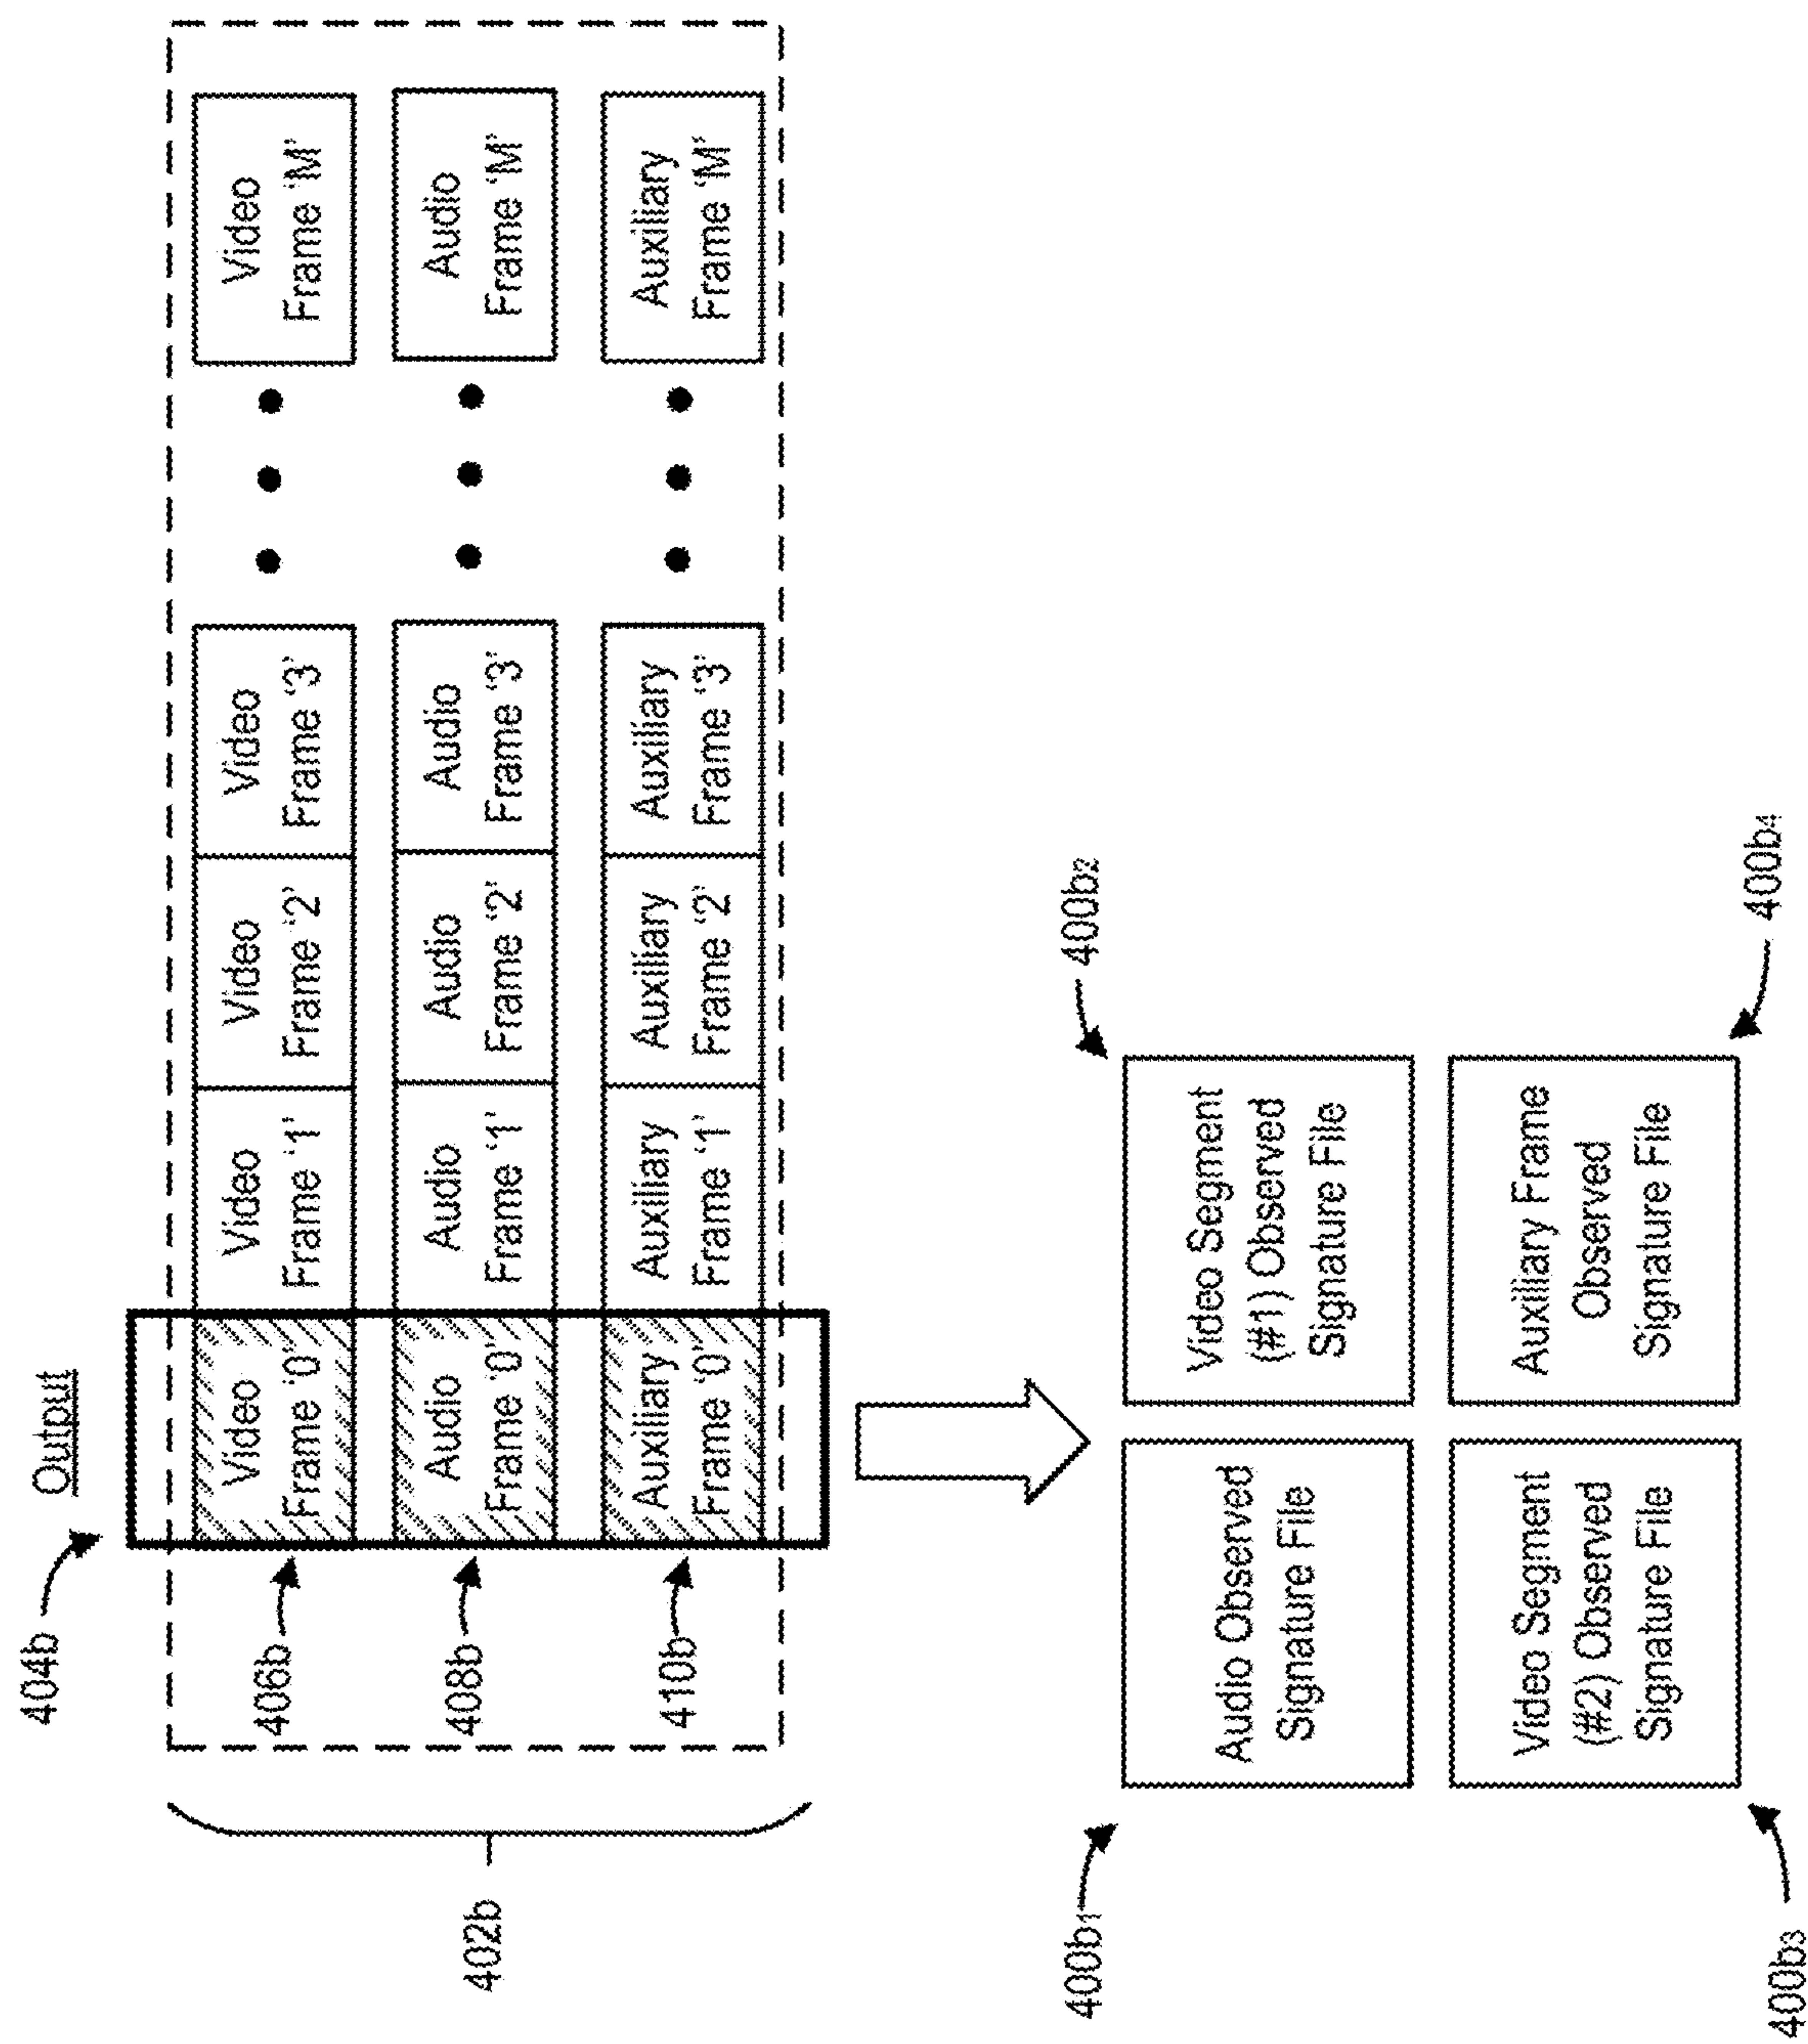 Output
404b
402b
406b
Video
Frame '0'
Video
Frame '1'
Video
Frame '2'
Video
Frame '3'
Video
Frame 'M'
408b
Audio
Frame '0'
Audio
Frame '1'
Audio
Frame '2'
Audio
Frame '3'
Audio
Frame 'M'
410b
Auxiliary
Frame '0'
Auxiliary
Frame '1'
Auxiliary
Frame '2'
Auxiliary
Frame '3'
Auxiliary
Frame 'M'
400b1
Audio Observed
Signature File
400b2
Video Segment
(#1) Observed
Signature File
400b3
Video Segment
(#2) Observed
Signature File
400b4
Auxiliary Frame
Observed
Signature File